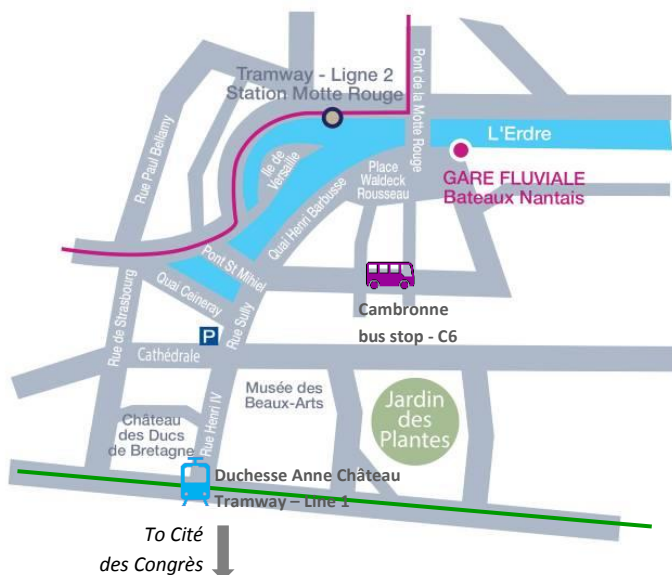 Tramway - Ligne 2
Station Motte Rouge
Pont de la Motte Rouge
L'Erdre
Rue Paul Bellamy
Ile de
Versaille
Place
Waldeck
Rousseau
GARE FLUVIALE
Bateaux Nantais
Quai Henri Barbusse
Pont St Mihiel
Quai Ceineray
Rue de Strasbourg
Rue Sully
Cambronne
bus stop - C6
P
Cathédrale
Musée des
Beaux-Arts
Jardin
des
Plantes
Château
des Ducs
de Bretagne
Rue Henri IV
Duchesse Anne Château
Tramway – Line 1
To Cité
des Congrès